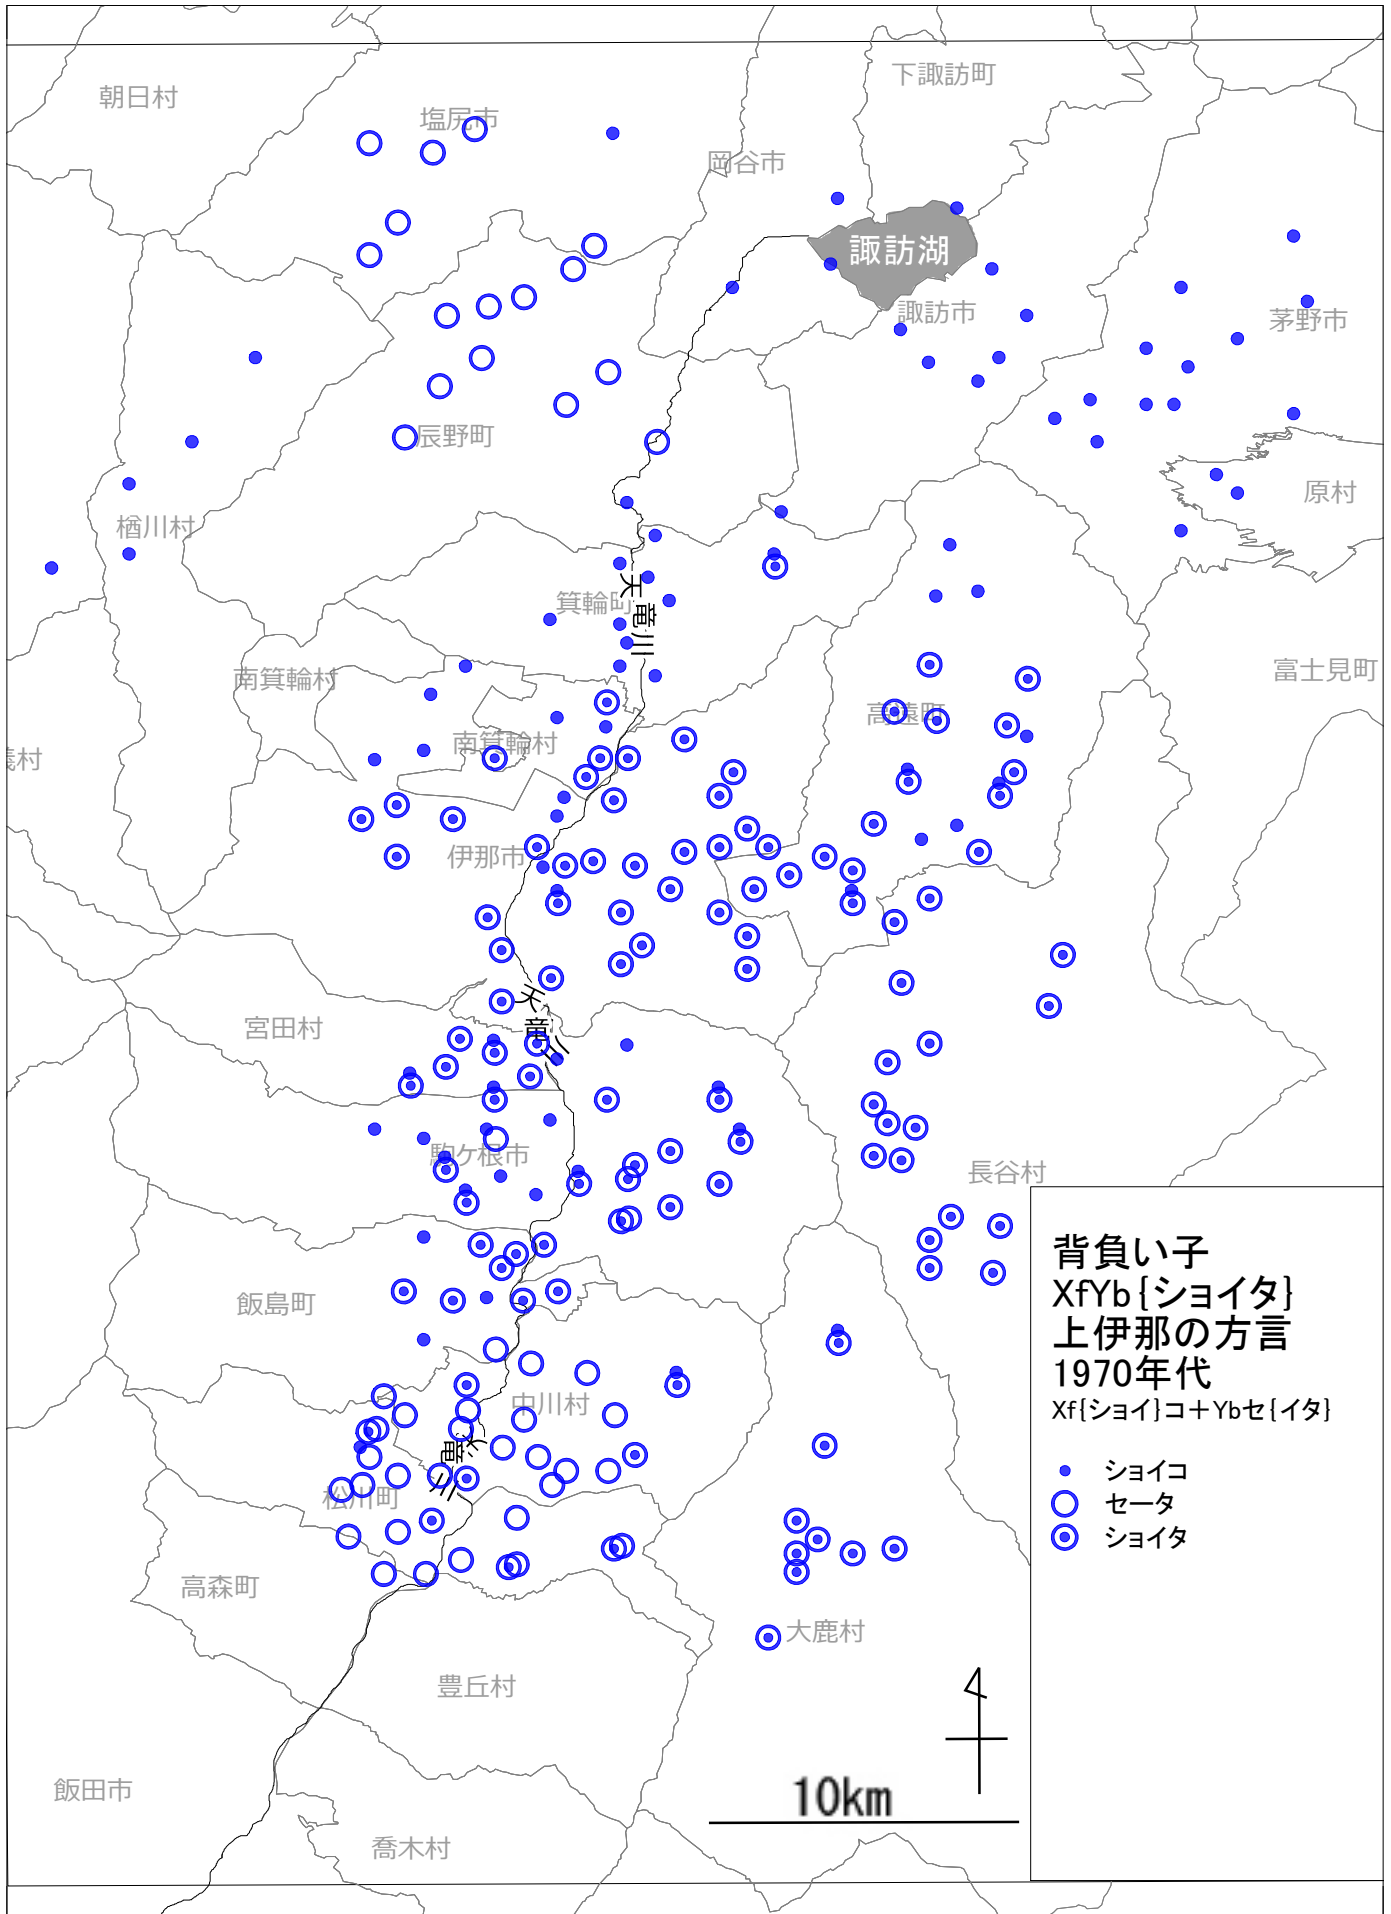 下諏訪町
朝日村
塩尻市
岡谷市
諏訪湖
諏訪市
茅野市
辰野町
原村
楢川村
天竜川
箕輪町
南箕輪村
富士見町
高遠町
南箕輪村
義村
伊那市
天竜川
宮田村
駒ケ根市
長谷村
背負い子
XfYb{ショイタ}
上伊那の方言
1970年代
Xf{ショイ}コ+Ybセ{イタ}
ショイコ
セータ
ショイタ
飯島町
中川村
天竜川
松川町
高森町
大鹿村
豊丘村
飯田市
10km
喬木村